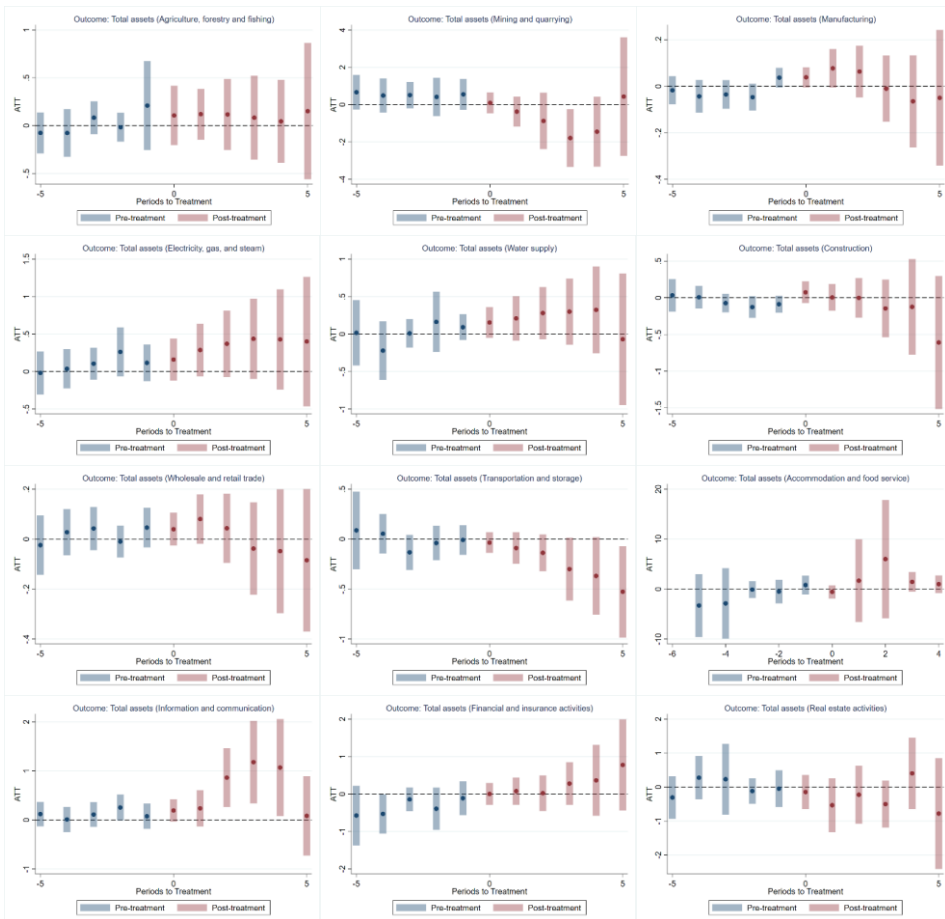 Outcome: Total assets (Agriculture, forestry and fishing)
1
.5
0
-.5
ATT
-5 0 5
Periods to Treatment
Pre-treatment Post-treatment
Outcome: Total assets (Mining and quarrying)
4
2
0
-2
-4
ATT
-5 0 5
Periods to Treatment
Pre-treatment Post-treatment
Outcome: Total assets (Manufacturing)
.2
0
-.2
-.4
ATT
-5 0 5
Periods to Treatment
Pre-treatment Post-treatment
Outcome: Total assets (Electricity, gas, and steam)
1.5
1
.5
0
-.5
ATT
-5 0 5
Periods to Treatment
Pre-treatment Post-treatment
Outcome: Total assets (Water supply)
1
.5
0
-.5
-1
ATT
-5 0 5
Periods to Treatment
Pre-treatment Post-treatment
Outcome: Total assets (Construction)
.5
0
-.5
-1
-1.5
ATT
-5 0 5
Periods to Treatment
Pre-treatment Post-treatment
Outcome: Total assets (Wholesale and retail trade)
.2
0
-.2
-.4
ATT
-5 0 5
Periods to Treatment
Pre-treatment Post-treatment
Outcome: Total assets (Transportation and storage)
.5
0
-.5
-1
ATT
-5 0 5
Periods to Treatment
Pre-treatment Post-treatment
Outcome: Total assets (Accommodation and food service)
20
10
0
-10
ATT
-6 -4 -2 0 2 4
Periods to Treatment
Pre-treatment Post-treatment
Outcome: Total assets (Information and communication)
2
1
0
-1
ATT
-5 0 5
Periods to Treatment
Pre-treatment Post-treatment
Outcome: Total assets (Financial and insurance activities)
2
1
0
-1
-2
ATT
-5 0 5
Periods to Treatment
Pre-treatment Post-treatment
Outcome: Total assets (Real estate activities)
2
0
-2
ATT
-5 0 5
Periods to Treatment
Pre-treatment Post-treatment